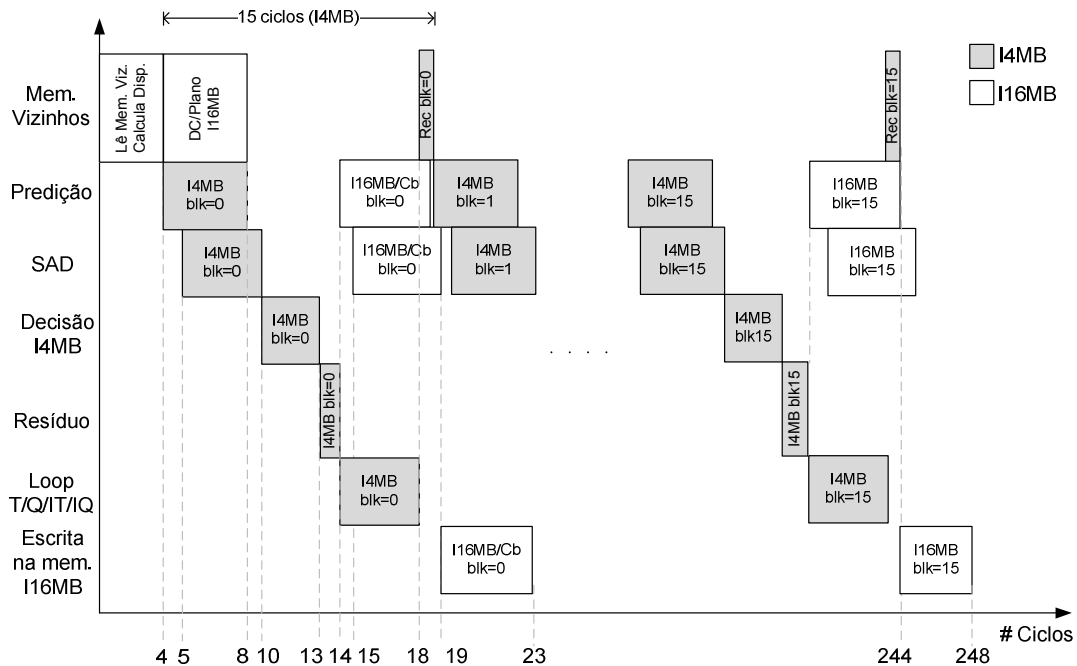 15 ciclos (I4MB)
I4MB
I16MB
Mem.
Vizinhos
Lê Mem. Viz.
Calcula Disp.
DC/Plano
I16MB
Rec blk=0
Rec blk=15
Predição
I4MB
blk=0
I16MB/Cb
blk=0
I4MB
blk=1
I4MB
blk=15
I16MB
blk=15
SAD
I4MB
blk=0
I16MB/Cb
blk=0
I4MB
blk=1
I4MB
blk=15
I16MB
blk=15
Decisão
I4MB
I4MB
blk=0
I4MB
blk15
. . . .
Resíduo
I4MB blk=0
I4MB blk15
Loop
T/Q/IT/IQ
I4MB
blk=0
I4MB
blk=15
Escrita
na mem.
I16MB
I16MB/Cb
blk=0
I16MB
blk=15
# Ciclos
4 5 8 10 13 14 15 18 19 23 244 248